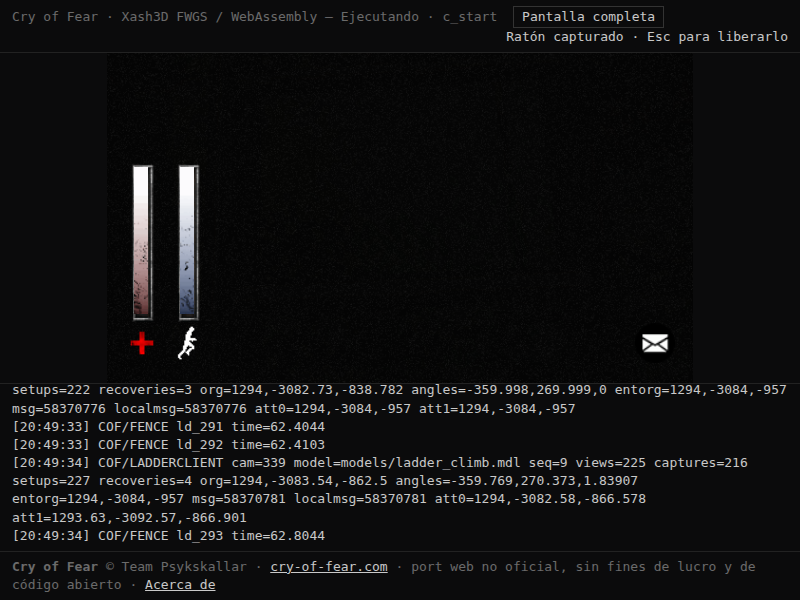 Cry of Fear · Xash3D FWGS / WebAssembly — Ejecutando · c_start Pantalla completa
Ratón capturado · Esc para liberarlo
setups=222 recoveries=3 org=1294,-3082.73,-838.782 angles=-359.998,269.999,0 entorg=1294,-3084,-957
msg=58370776 localmsg=58370776 att0=1294,-3084,-957 att1=1294,-3084,-957
[20:49:33] COF/FENCE ld_291 time=62.4044
[20:49:33] COF/FENCE ld_292 time=62.4103
[20:49:34] COF/LADDERCLIENT cam=339 model=models/ladder_climb.mdl seq=9 views=225 captures=216
setups=227 recoveries=4 org=1294,-3083.54,-862.5 angles=-359.769,270.373,1.83907
entorg=1294,-3084,-957 msg=58370781 localmsg=58370781 att0=1294,-3082.58,-866.578
att1=1293.63,-3092.57,-866.901
[20:49:34] COF/FENCE ld_293 time=62.8044
Cry of Fear © Team Psyskallar · cry-of-fear.com · port web no oficial, sin fines de lucro y de
código abierto · Acerca de